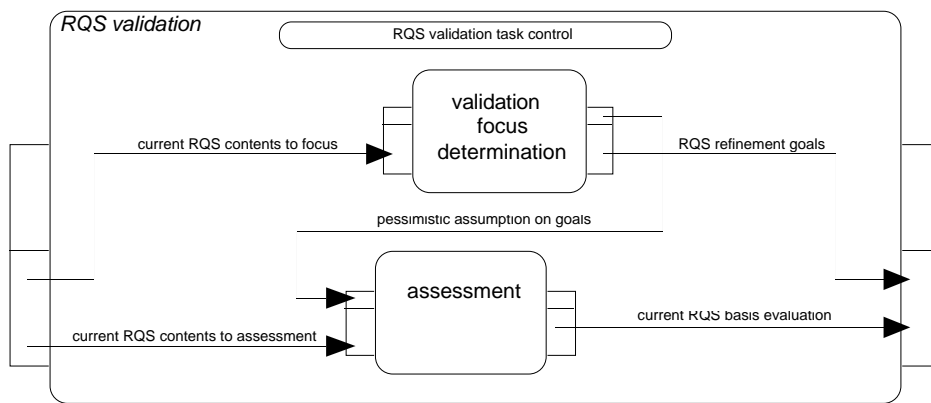 RQS validation
RQS validation task control
validation
focus
determination
current RQS contents to focus
RQS refinement goals
pessimistic assumption on goals
assessment
current RQS basis evaluation
current RQS contents to assessment